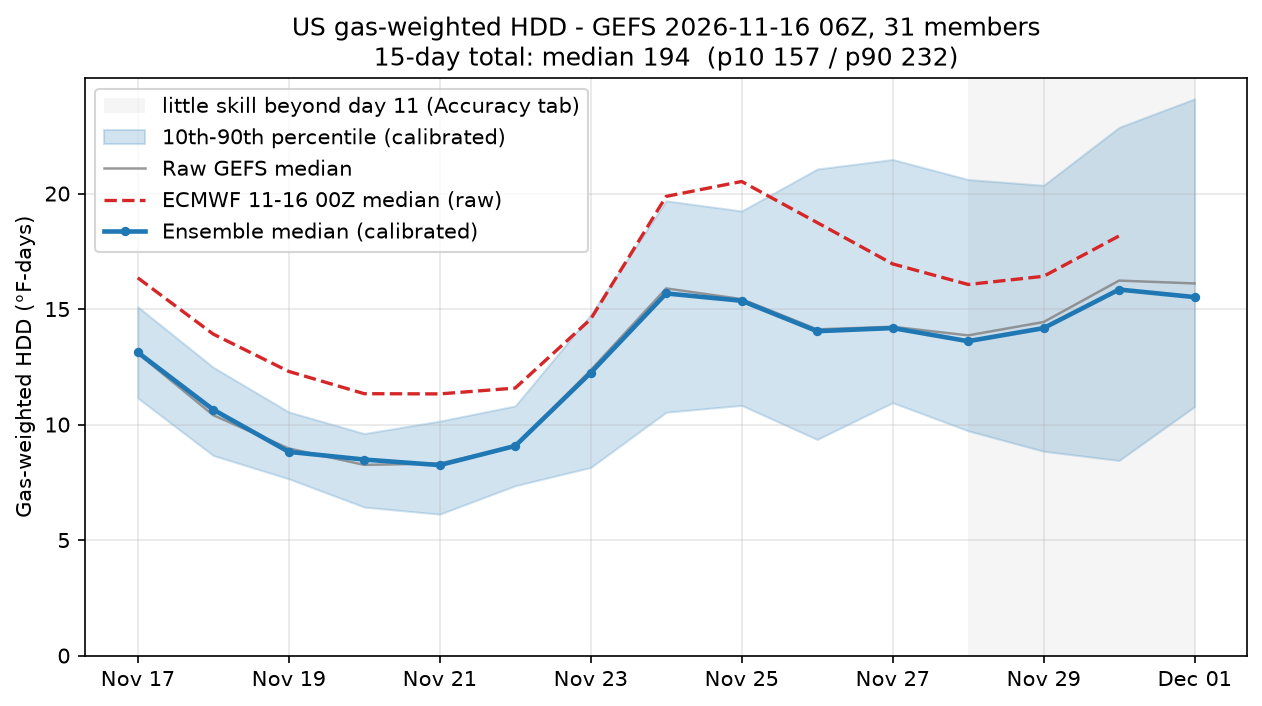 US gas-weighted HDD - GEFS 2026-11-16 06Z, 31 members
15-day total: median 194  (p10 157 / p90 232)
little skill beyond day 11 (Accuracy tab)
10th-90th percentile (calibrated)
Raw GEFS median
ECMWF 11-16 00Z median (raw)
Ensemble median (calibrated)
Gas-weighted HDD (°F-days)
20
15
10
5
0
Nov 17
Nov 19
Nov 21
Nov 23
Nov 25
Nov 27
Nov 29
Dec 01